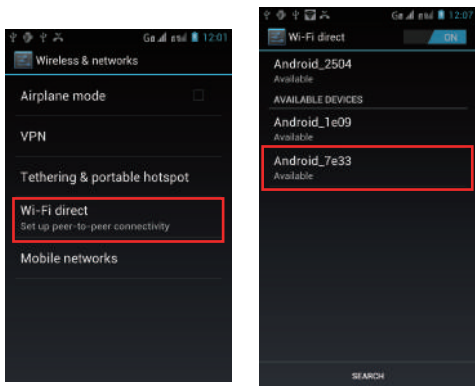 12:01
Wireless & networks
Airplane mode
VPN
Tethering & portable hotspot
Wi-Fi direct
Set up peer-to-peer connectivity
Mobile networks
12:07
Wi-Fi direct
ON
Android_2504
Available
AVAILABLE DEVICES
Android_1e09
Available
Android_7e33
Available
SEARCH